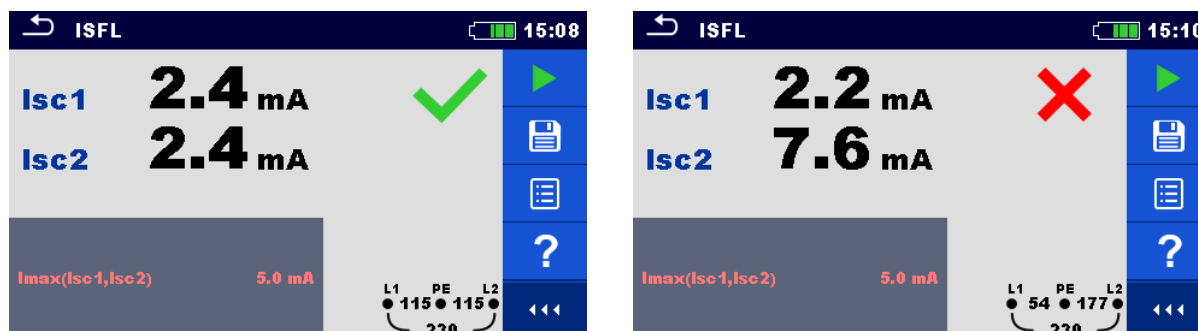 ISFL 15:08
Isc1 2.4 mA
Isc2 2.4 mA
?
Imax(Isc1,Isc2) 5.0 mA
L1 PE L2
115 115
230
ISFL 15:10
Isc1 2.2 mA
Isc2 7.6 mA
?
Imax(Isc1,Isc2) 5.0 mA
L1 PE L2
54 177
230